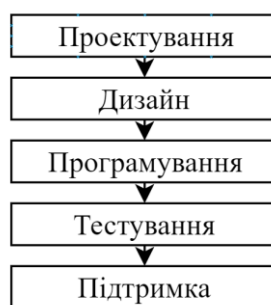 Проектування
Дизайн
Програмування
Тестування
Підтримка